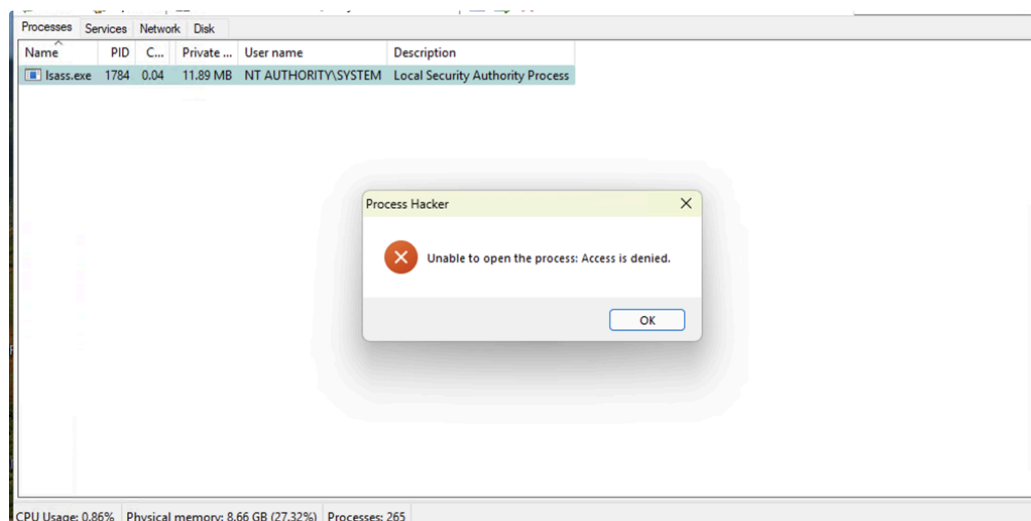 Processes Services Network Disk
Name PID C... Private ... User name Description
lsass.exe 1784 0.04 11.89 MB NT AUTHORITY\SYSTEM Local Security Authority Process
Process Hacker
Unable to open the process: Access is denied.
OK
CPU Usage: 0.86% Physical memory: 8.66 GB (27.32%) Processes: 265